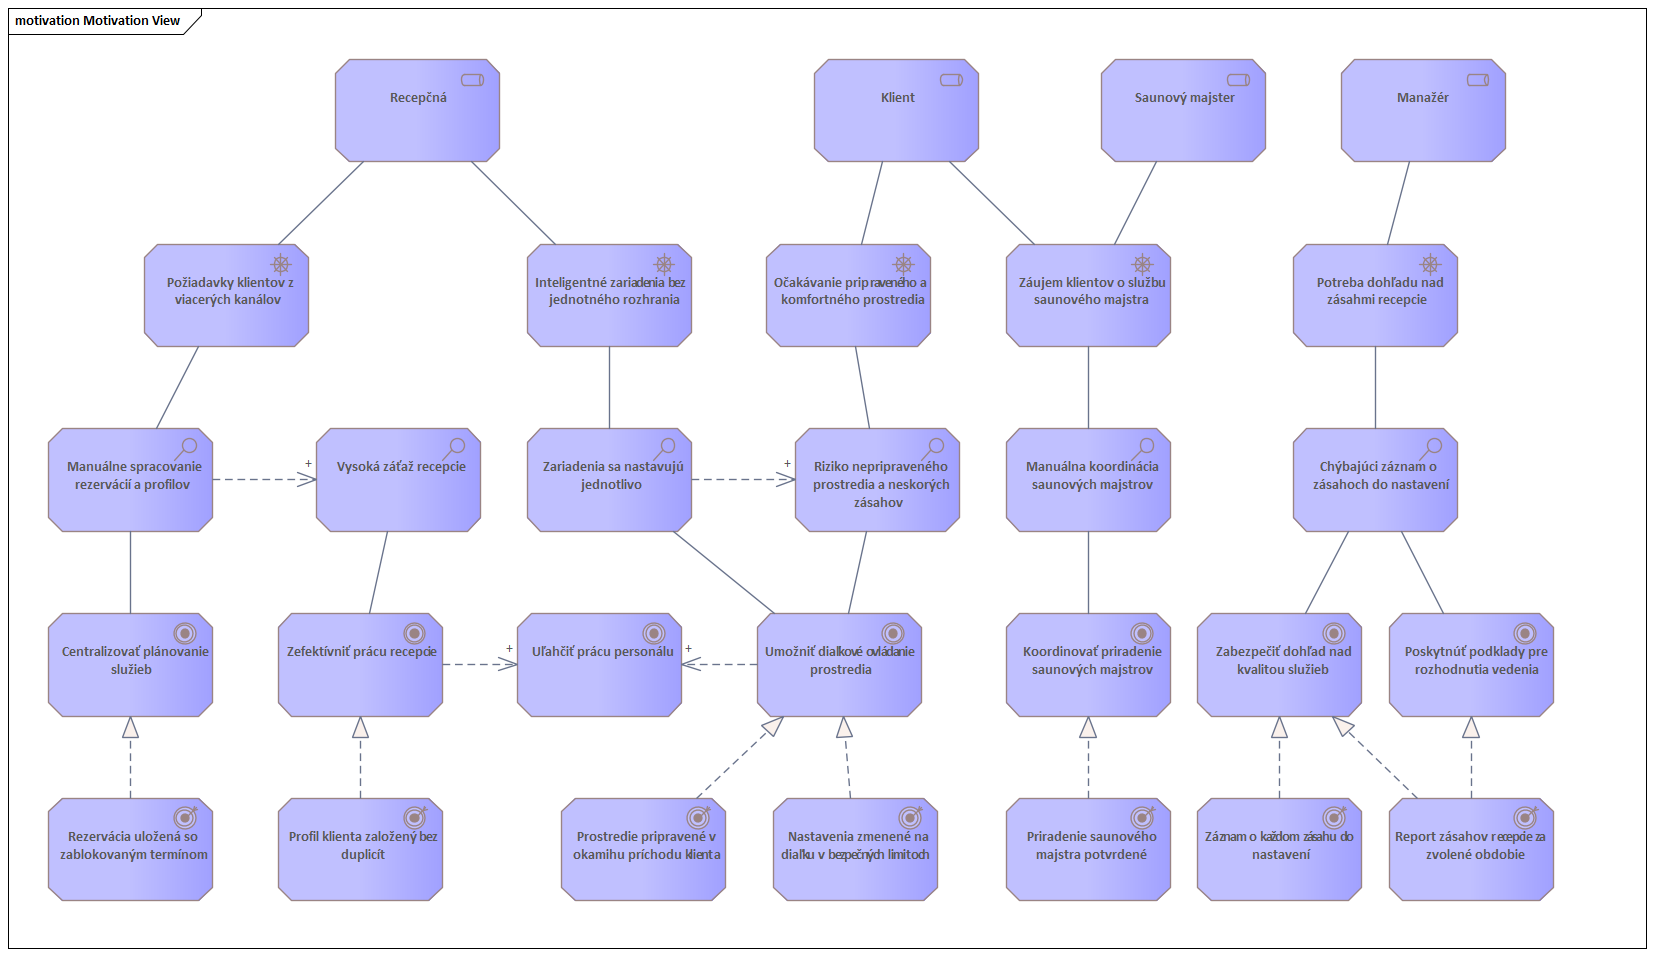 motivation Motivation View
Recepčná
Klient
Saunový majster
Manažér
Požiadavky klientov z
viacerých kanálov
Inteligentné zariadenia bez
jednotného rozhrania
Očakávanie pripraveného a
komfortného prostredia
Záujem klientov o službu
saunového majstra
Potreba dohľadu nad
zásahmi recepcie
Manuálne spracovanie
rezervácií a profilov
+
Vysoká záťaž recepcie
Zariadenia sa nastavujú
jednotlivo
+
Riziko nepripraveného
prostredia a neskorých
zásahov
Manuálna koordinácia
saunových majstrov
Chýbajúci záznam o
zásahoch do nastavení
Centralizovať plánovanie
služieb
Zefektívniť prácu recepcie
+
Uľahčiť prácu personálu
+
Umožniť diaľkové ovládanie
prostredia
Koordinovať priradenie
saunových majstrov
Zabezpečiť dohľad nad
kvalitou služieb
Poskytnúť podklady pre
rozhodnutia vedenia
Rezervácia uložená so
zablokovaným termínom
Profil klienta založený bez
duplicít
Prostredie pripravené v
okamihu príchodu klienta
Nastavenia zmenené na
diaľku v bezpečných limitoch
Priradenie saunového
majstra potvrdené
Záznam o každom zásahu do
nastavení
Report zásahov recepcie za
zvolené obdobie